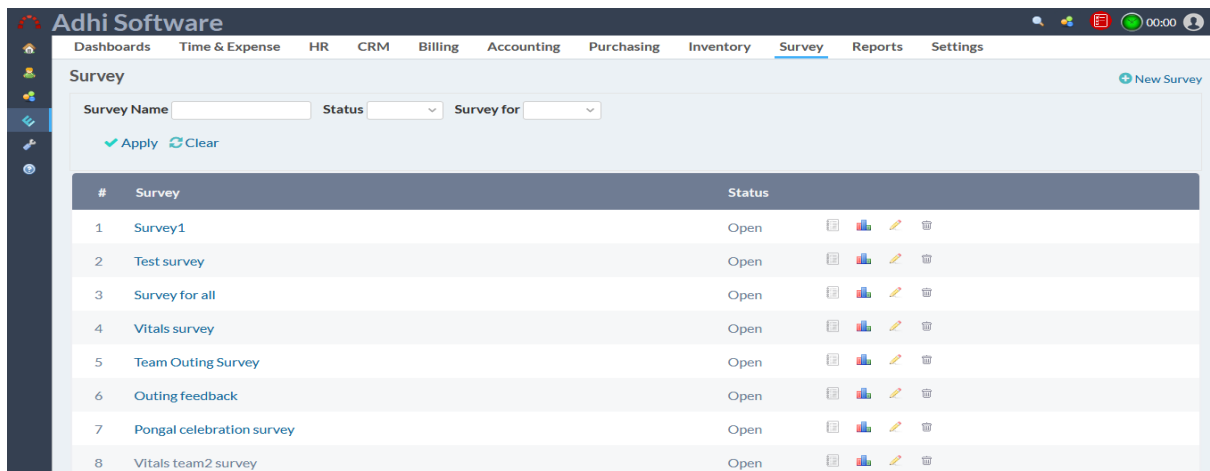 Adhi Software 00:00
Dashboards Time & Expense HR CRM Billing Accounting Purchasing Inventory Survey Reports Settings
Survey New Survey
Survey Name Status Survey for
Apply Clear
# Survey Status
1 Survey1 Open
2 Test survey Open
3 Survey for all Open
4 Vitals survey Open
5 Team Outing Survey Open
6 Outing feedback Open
7 Pongal celebration survey Open
8 Vitals team2 survey Open